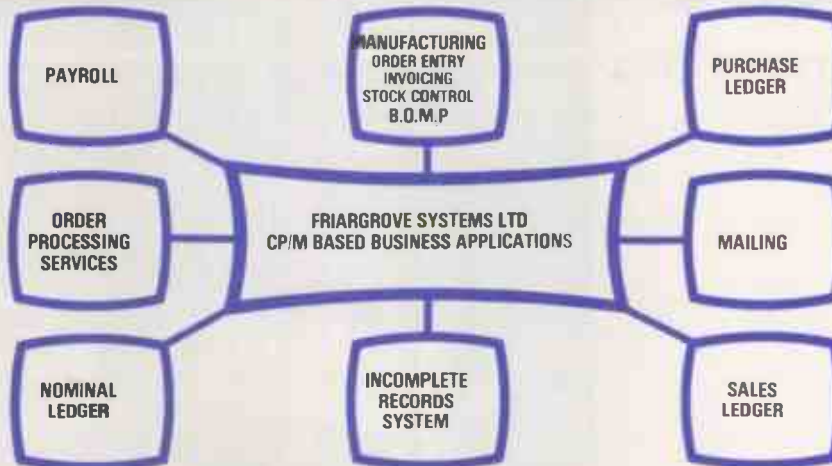 PAYROLL
MANUFACTURING
ORDER ENTRY
INVOICING
STOCK CONTROL
B.O.M.P
PURCHASE
LEDGER
ORDER
PROCESSING
SERVICES
FRIARGROVE SYSTEMS LTD
CP/M BASED BUSINESS APPLICATIONS
MAILING
NOMINAL
LEDGER
INCOMPLETE
RECORDS
SYSTEM
SALES
LEDGER